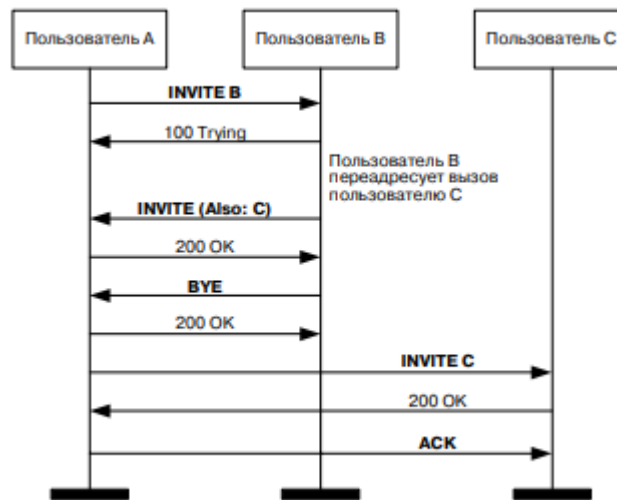 Пользователь A
Пользователь B
Пользователь C
INVITE B
100 Trying
Пользователь B
переадресует вызов
пользователю C
INVITE (Also: C)
200 OK
BYE
200 OK
INVITE C
200 OK
ACK